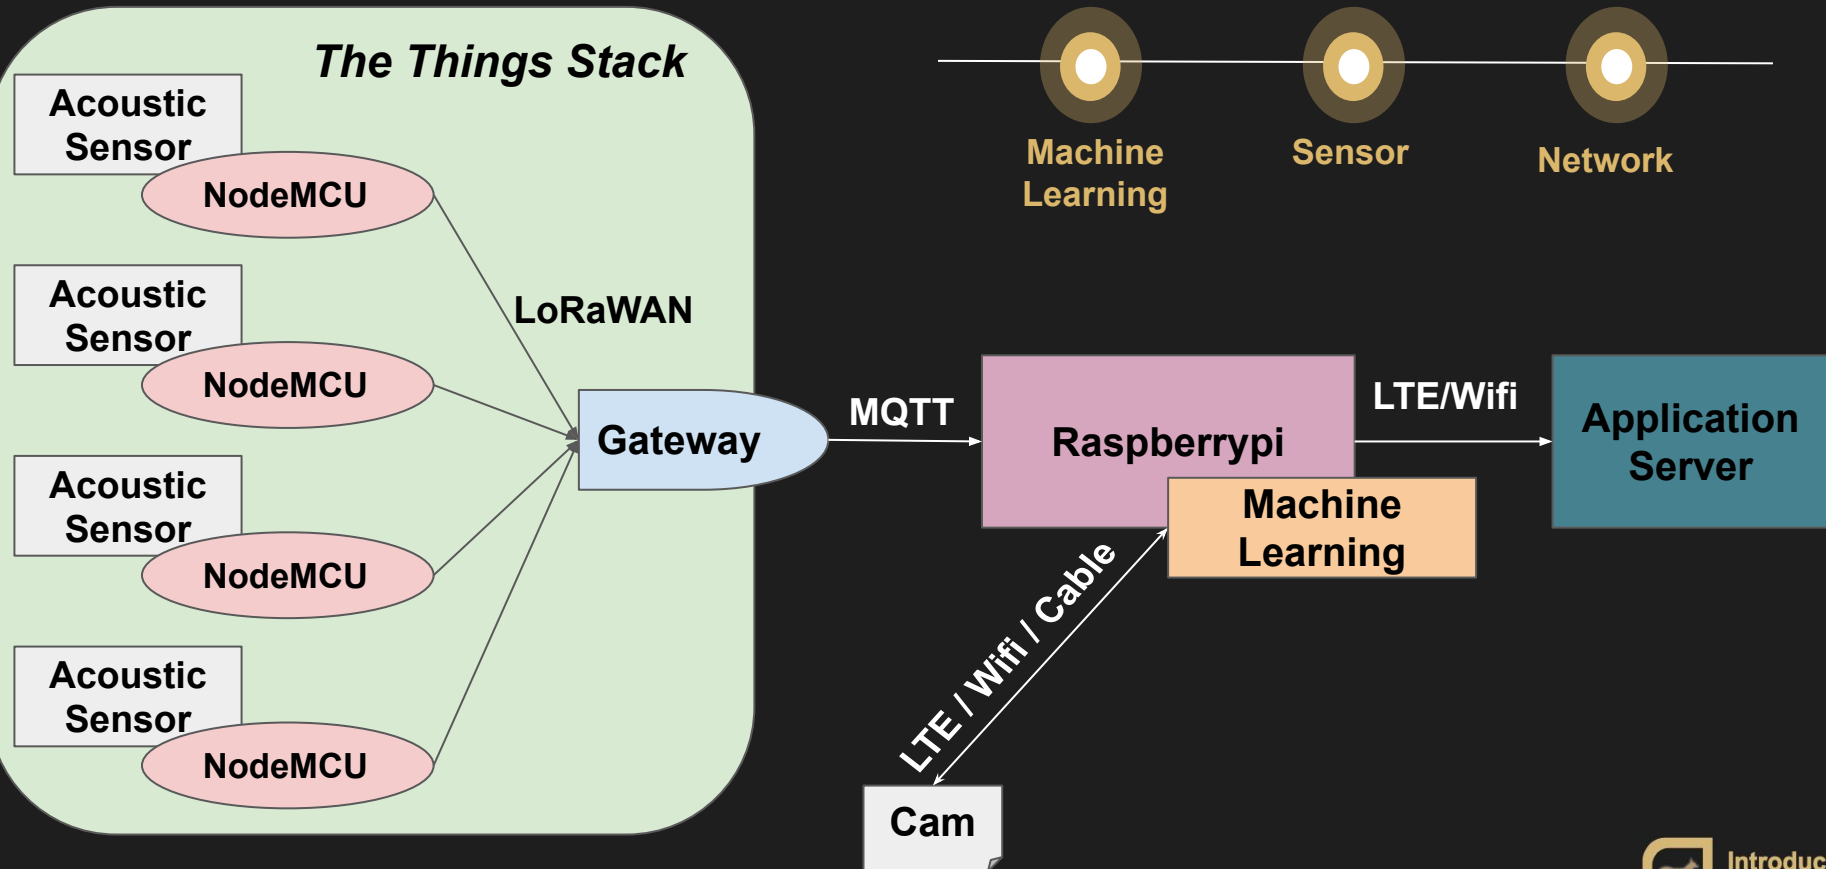 The Things Stack
Acoustic
Sensor
NodeMCU
Acoustic
Sensor
NodeMCU
Acoustic
Sensor
NodeMCU
Acoustic
Sensor
NodeMCU
LoRaWAN
Gateway
MQTT
Raspberrypi
Machine
Learning
LTE/Wifi
Application
Server
LTE / Wifi / Cable
Cam
Machine
Learning
Sensor
Network
Introduc